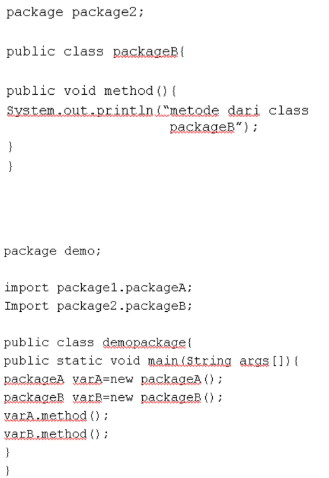 package package2;
public class packageB{
public void method(){
System.out.println(“metode dari class
packageB”);
}
}
package demo;
import package1.packageA;
Import package2.packageB;
public class demopackage{
public static void main(String args[]){
packageA varA=new packageA();
packageB varB=new packageB();
varA.method();
varB.method();
}
}